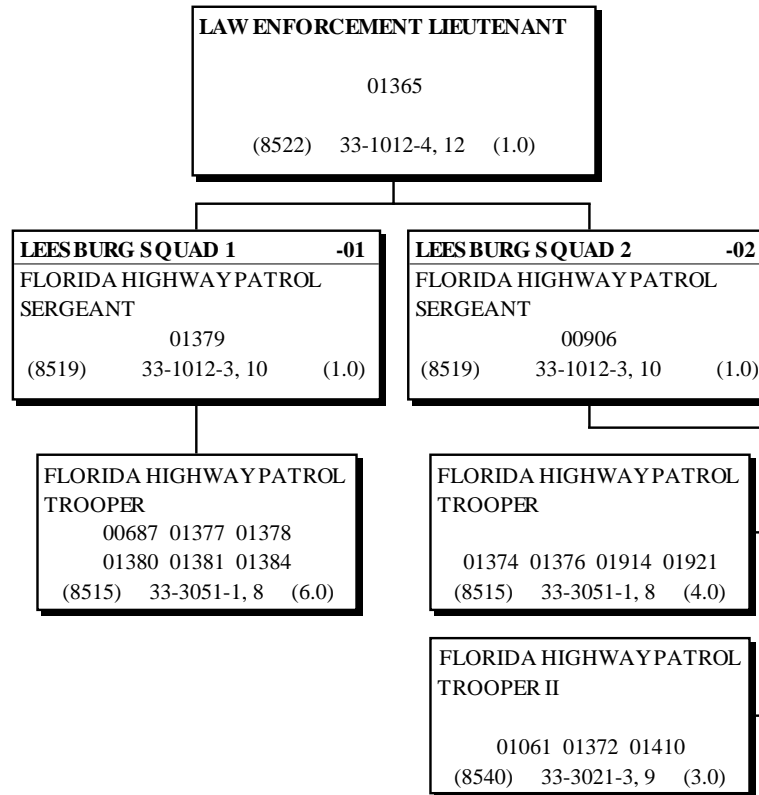 LAW ENFORCEMENT LIEUTENANT
01365
(8522) 33-1012-4, 12 (1.0)
LEESBURG SQUAD 1 -01
FLORIDA HIGHWAY PATROL
SERGEANT
01379
(8519) 33-1012-3, 10 (1.0)
LEESBURG SQUAD 2 -02
FLORIDA HIGHWAY PATROL
SERGEANT
00906
(8519) 33-1012-3, 10 (1.0)
FLORIDA HIGHWAY PATROL
TROOPER
00687 01377 01378
01380 01381 01384
(8515) 33-3051-1, 8 (6.0)
FLORIDA HIGHWAY PATROL
TROOPER
01374 01376 01914 01921
(8515) 33-3051-1, 8 (4.0)
FLORIDA HIGHWAY PATROL
TROOPER II
01061 01372 01410
(8540) 33-3021-3, 9 (3.0)